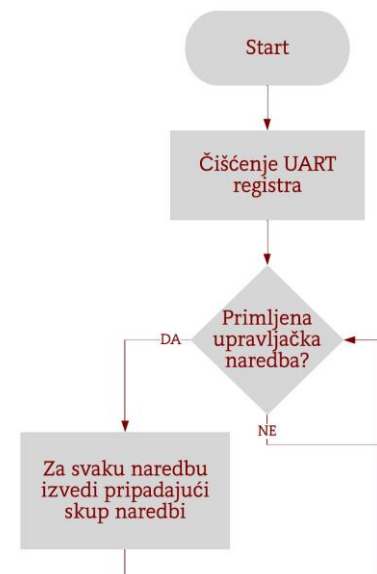 Start
Čišćenje UART
registra
Primljena
upravljačka
naredba?
DA
NE
Za svaku naredbu
izvedi pripadajući
skup naredbi